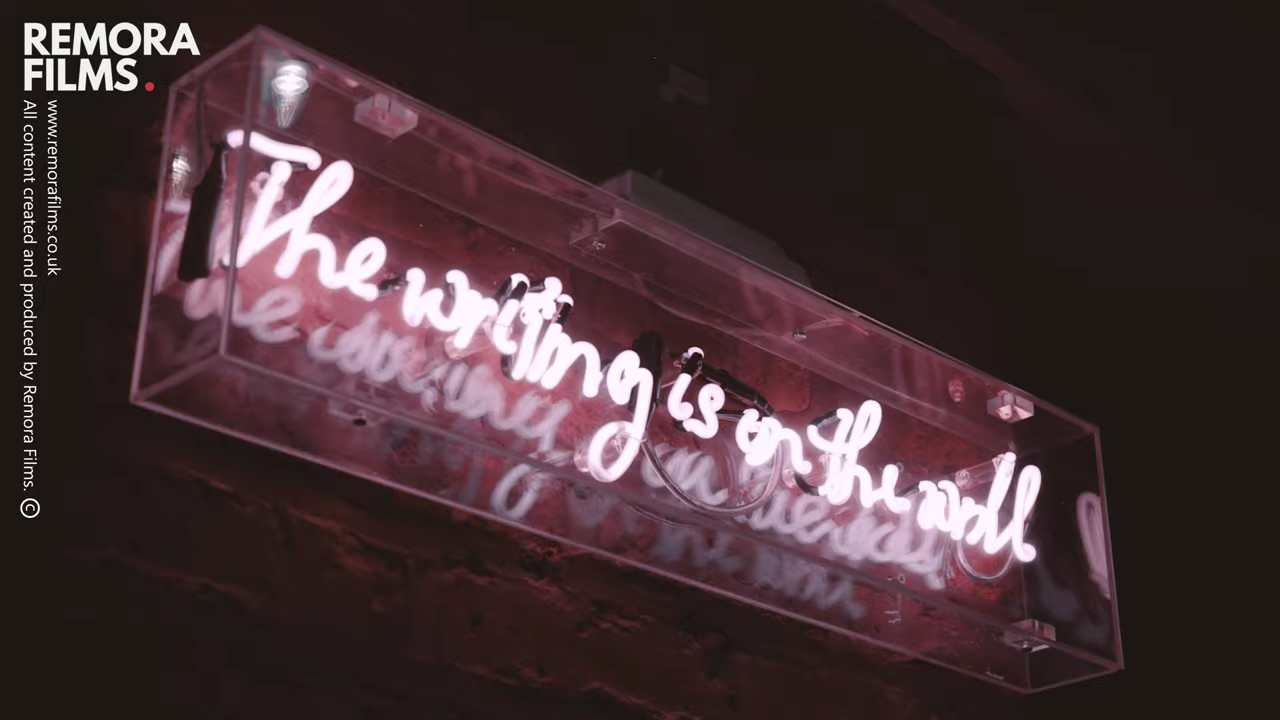 REMORA
FILMS.
www.remorafilms.co.uk
All content created and produced by Remora Films. ©
The writing is on the wall